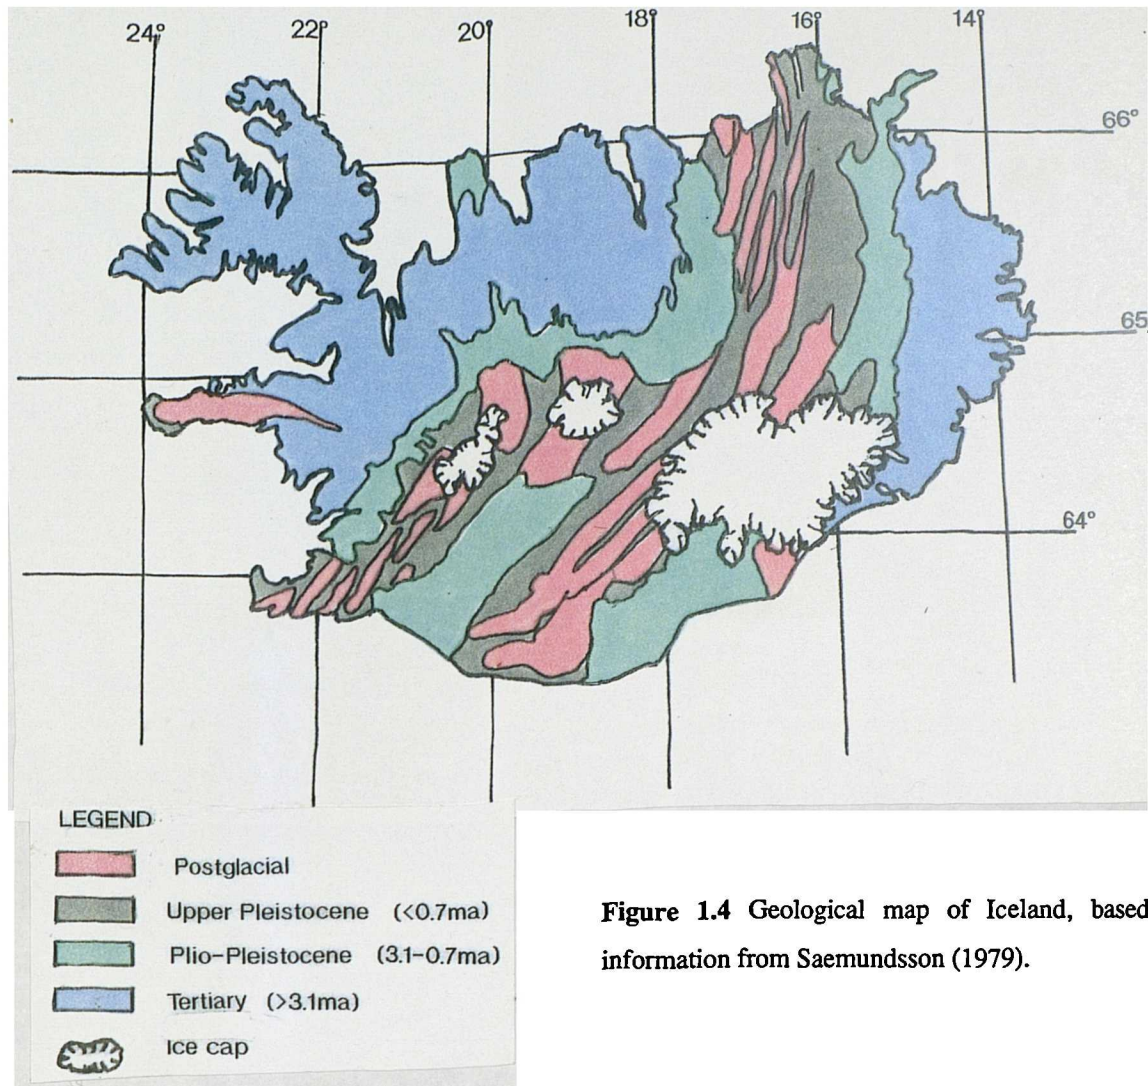 24° 22° 20° 18° 16° 14°
66°
65
64°
LEGEND
Postglacial
Upper Pleistocene (<0.7ma)
Plio-Pleistocene (3.1-0.7ma)
Tertiary (>3.1ma)
Ice cap
Figure 1.4 Geological map of Iceland, based
information from Saemundsson (1979).